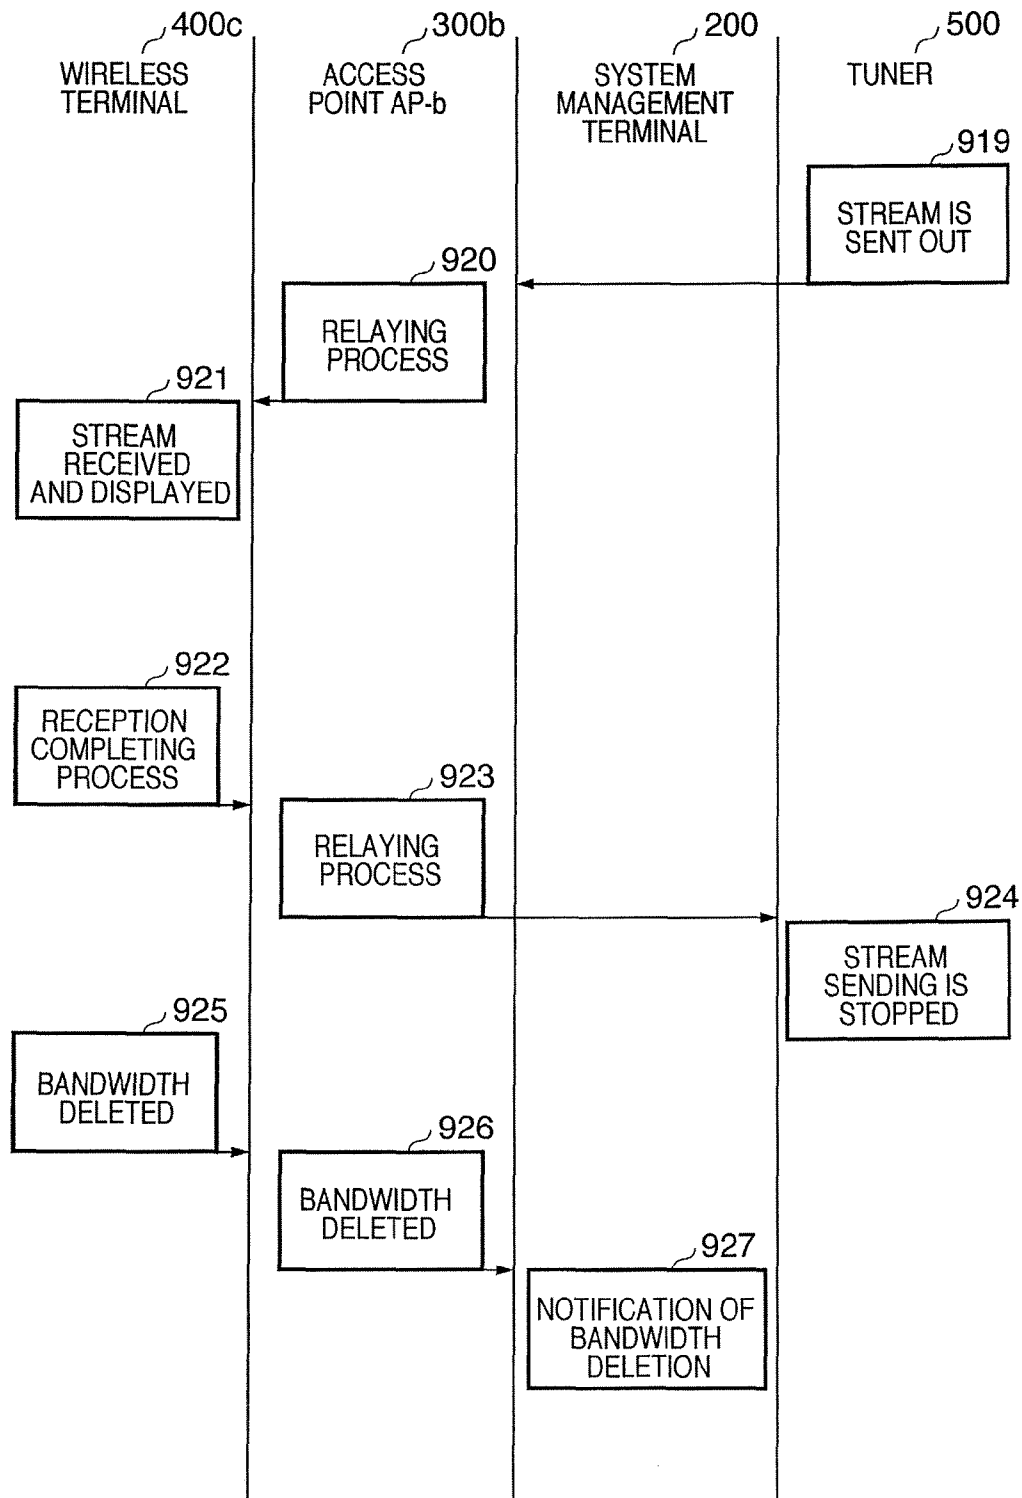 400c
300b
200
500
WIRELESS
TERMINAL
ACCESS
POINT AP-b
SYSTEM
MANAGEMENT
TERMINAL
TUNER
919
STREAM IS
SENT OUT
920
RELAYING
PROCESS
921
STREAM
RECEIVED
AND DISPLAYED
922
RECEPTION
COMPLETING
PROCESS
923
RELAYING
PROCESS
924
STREAM
SENDING IS
STOPPED
925
BANDWIDTH
DELETED
926
BANDWIDTH
DELETED
927
NOTIFICATION OF
BANDWIDTH
DELETION